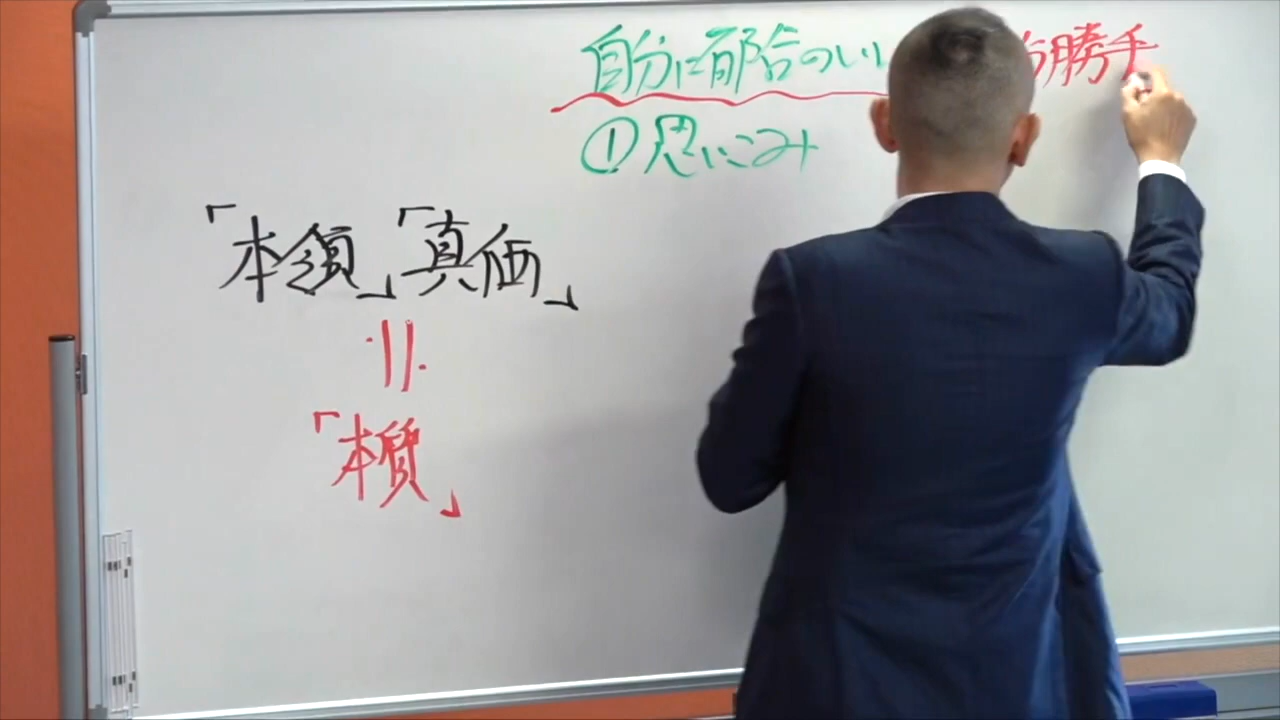 自分に都合のいい 勝手
①思いこみ
「本領」「真価」
「本質」